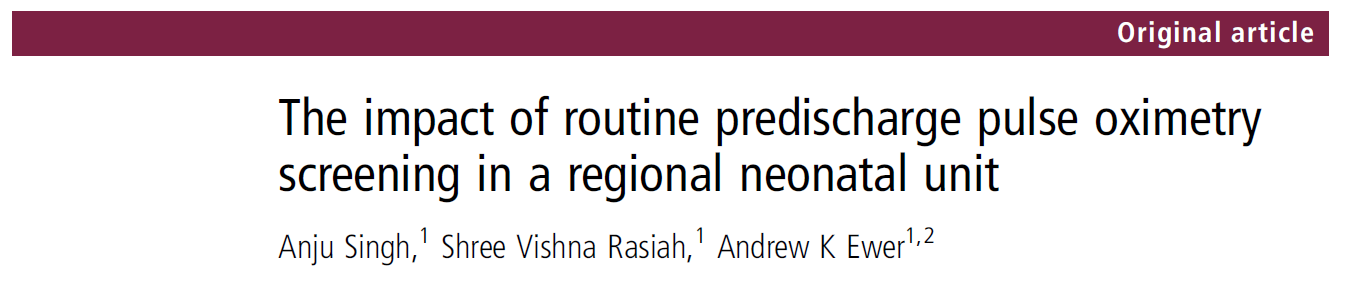 Original article
The impact of routine predischarge pulse oximetry
screening in a regional neonatal unit
Anju Singh,1 Shree Vishna Rasiah,1 Andrew K Ewer1,2